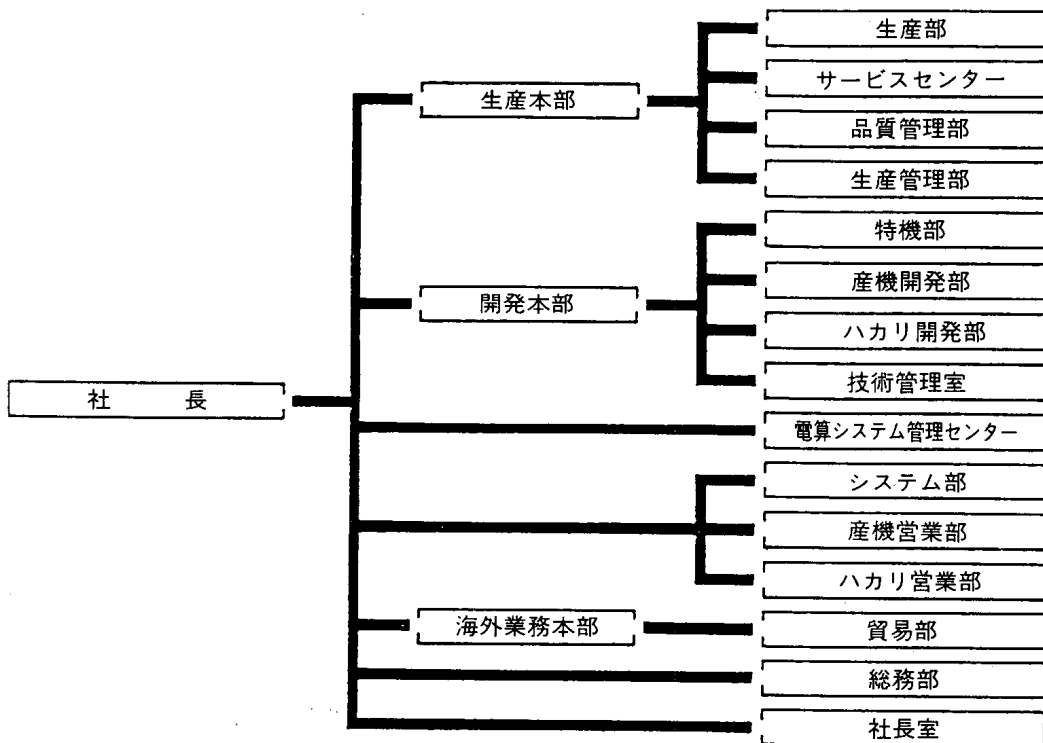 社 長
生産本部
生産部
サービスセンター
品質管理部
生産管理部
開発本部
特機部
産機開発部
ハカリ開発部
技術管理室
電算システム管理センター
システム部
産機営業部
ハカリ営業部
海外業務本部
貿易部
総務部
社長室